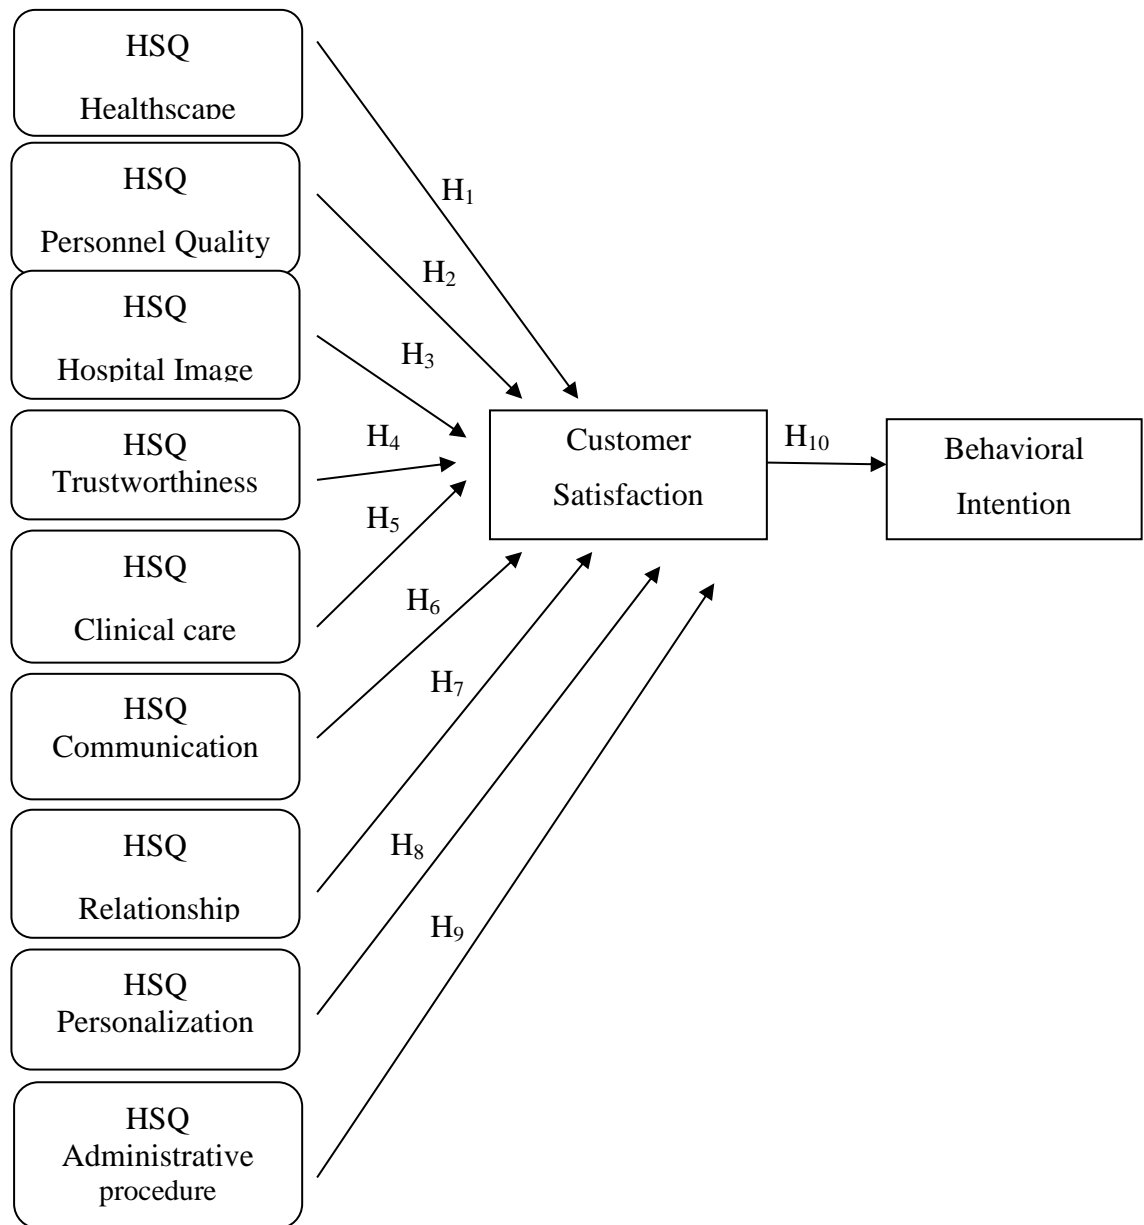 HSQ
Healthscape
HSQ
Personnel Quality
HSQ
Hospital Image
HSQ
Trustworthiness
HSQ
Clinical care
HSQ
Communication
HSQ
Relationship
HSQ
Personalization
HSQ
Administrative
procedure
H1
H2
H3
H4
H5
H6
H7
H8
H9
Customer
Satisfaction
H10
Behavioral
Intention